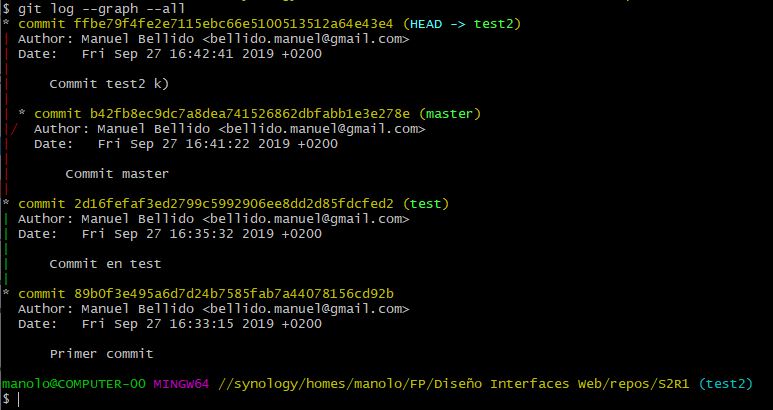 $ git log --graph --all
* commit ffbe79f4fe2e7115ebc66e5100513512a64e43e4 (HEAD -> test2)
| Author: Manuel Bellido <bellido.manuel@gmail.com>
| Date:   Fri Sep 27 16:42:41 2019 +0200
|
|     Commit test2 k)
|
| * commit b42fb8ec9dc7a8dea741526862dbfabb1e3e278e (master)
|/  Author: Manuel Bellido <bellido.manuel@gmail.com>
|   Date:   Fri Sep 27 16:41:22 2019 +0200
|
|       Commit master
|
* commit 2d16fefaf3ed2799c5992906ee8dd2d85fdcfed2 (test)
| Author: Manuel Bellido <bellido.manuel@gmail.com>
| Date:   Fri Sep 27 16:35:32 2019 +0200
|
|     Commit en test
|
* commit 89b0f3e495a6d7d24b7585fab7a44078156cd92b
  Author: Manuel Bellido <bellido.manuel@gmail.com>
  Date:   Fri Sep 27 16:33:15 2019 +0200

      Primer commit

manolo@COMPUTER-00 MINGW64 //synology/homes/manolo/FP/Diseño Interfaces Web/repos/S2R1 (test2)
$